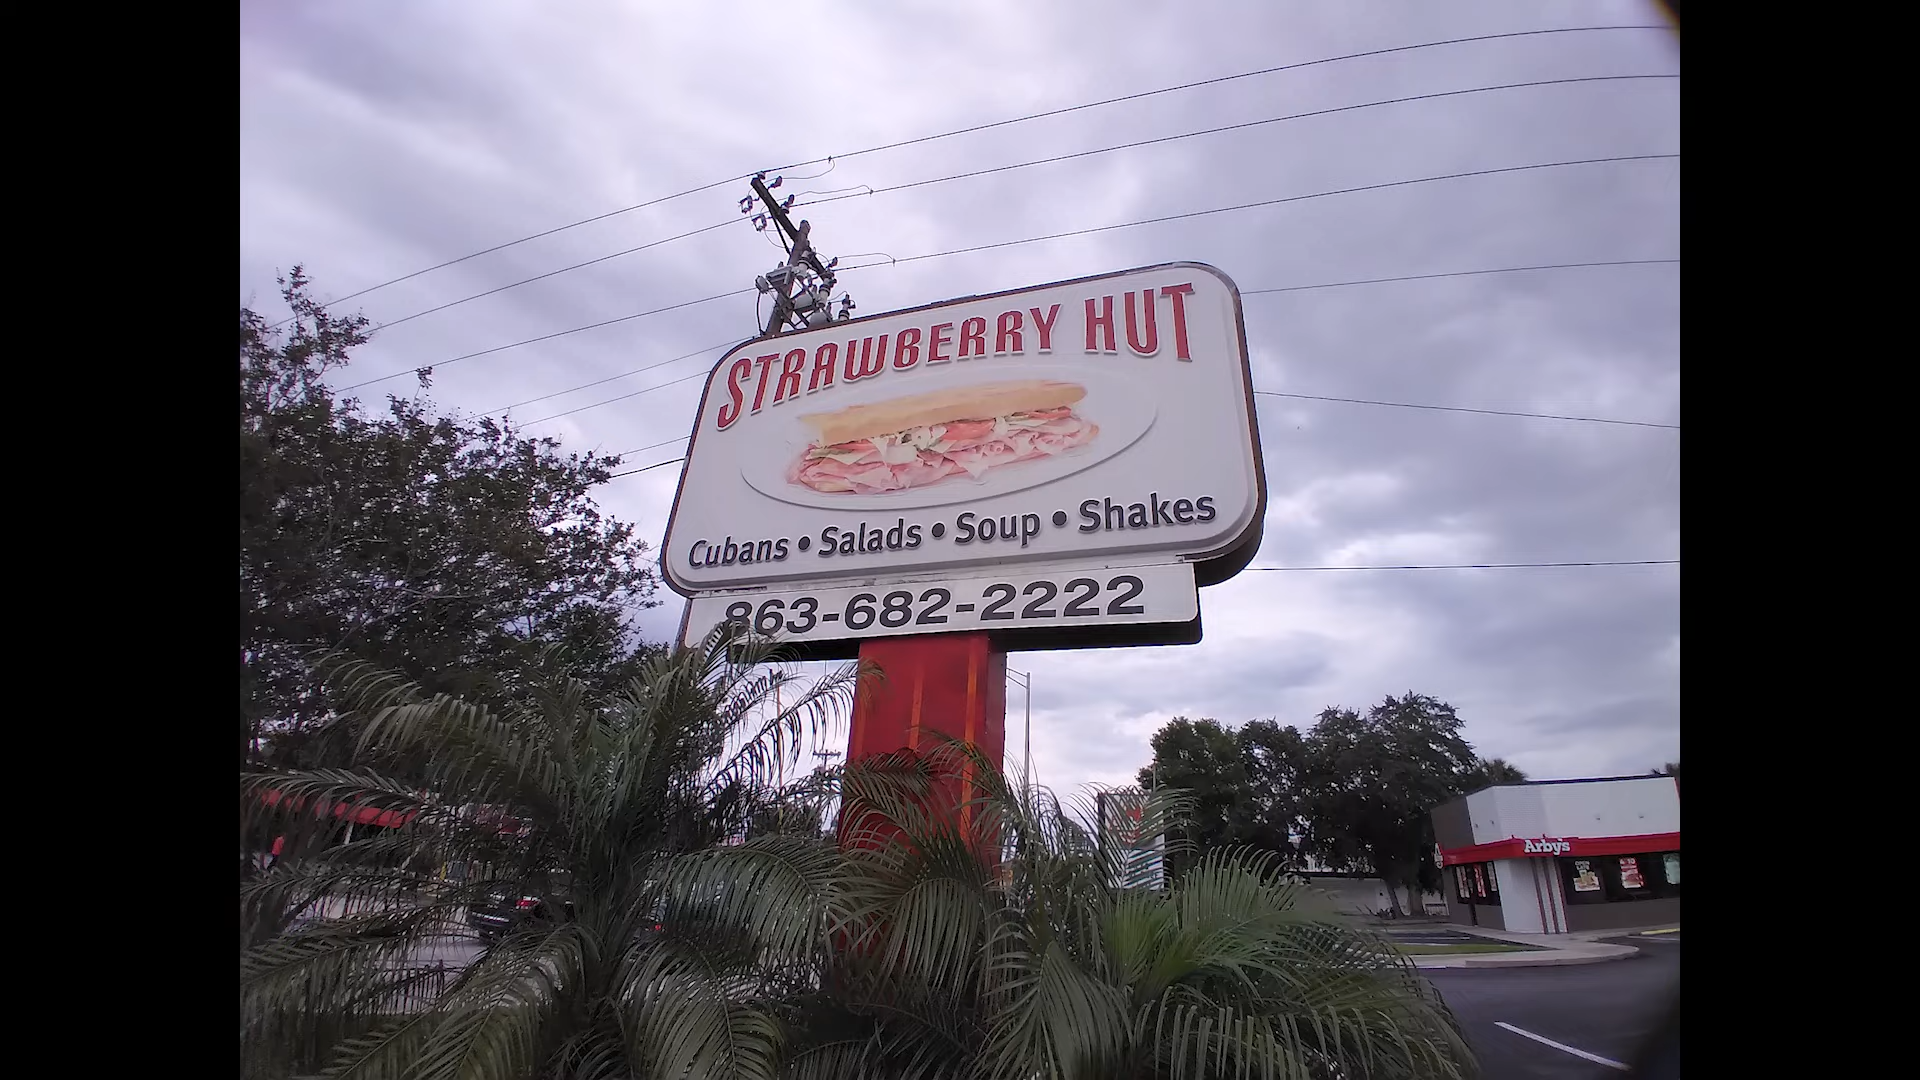 STRAWBERRY HUT
Cubans • Salads • Soup • Shakes
863-682-2222
Arby's